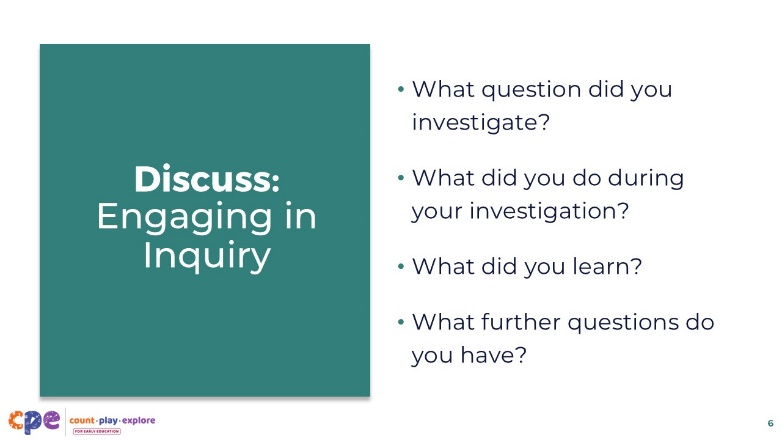 Discuss:
Engaging in
Inquiry
• What question did you
investigate?
• What did you do during
your investigation?
• What did you learn?
• What further questions do
you have?
cpe
count·play·explore
FOR EARLY EDUCATION
6